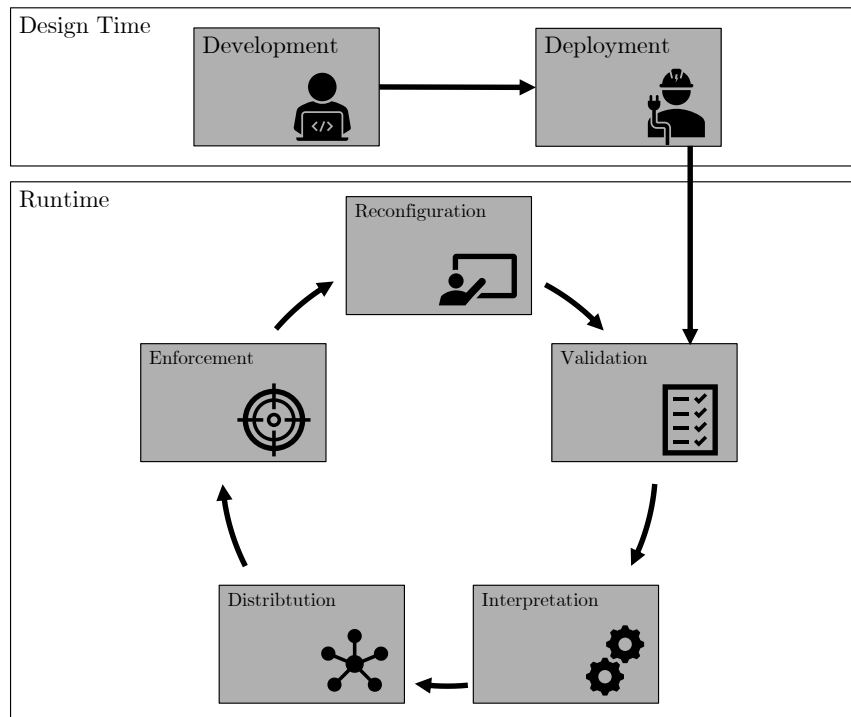 Design Time
Development
Deployment
</>
Runtime
Reconfiguration
Enforcement
Validation
Distribtution
Interpretation